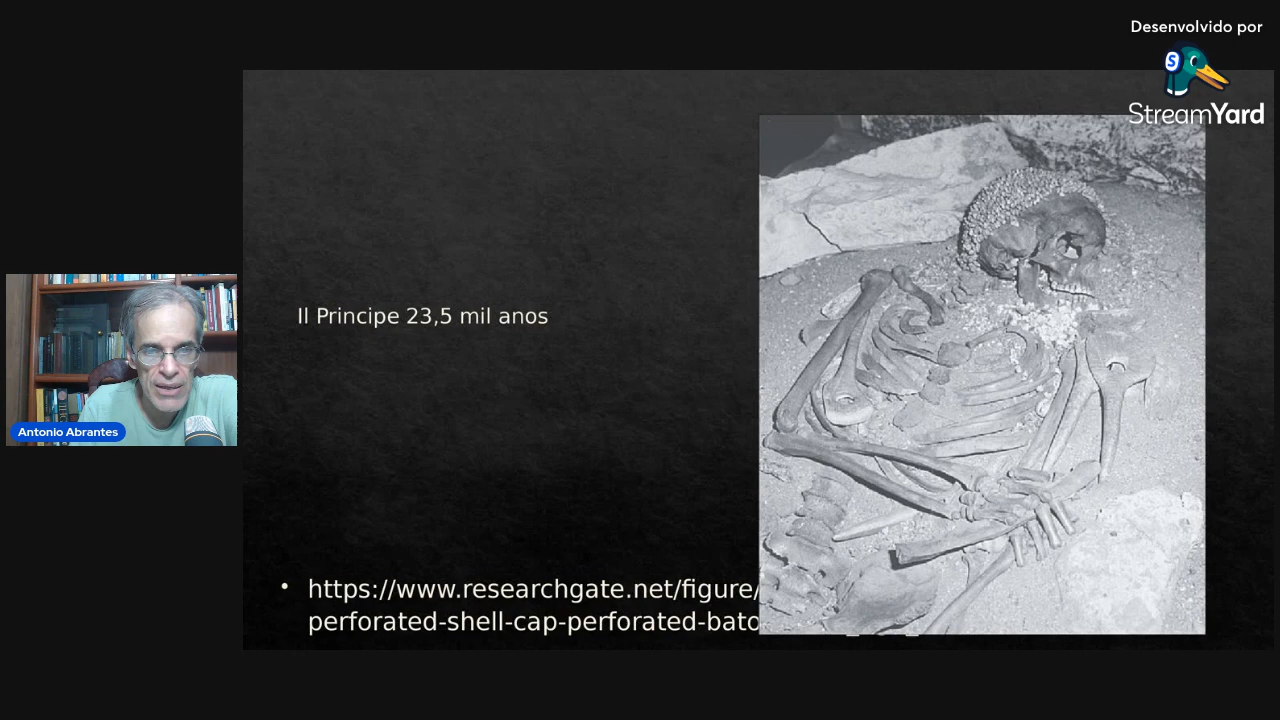 Desenvolvido por
S
StreamYard
Il Principe 23,5 mil anos
Antonio Abrantes
• https://www.researchgate.net/figure/
perforated-shell-cap-perforated-bato